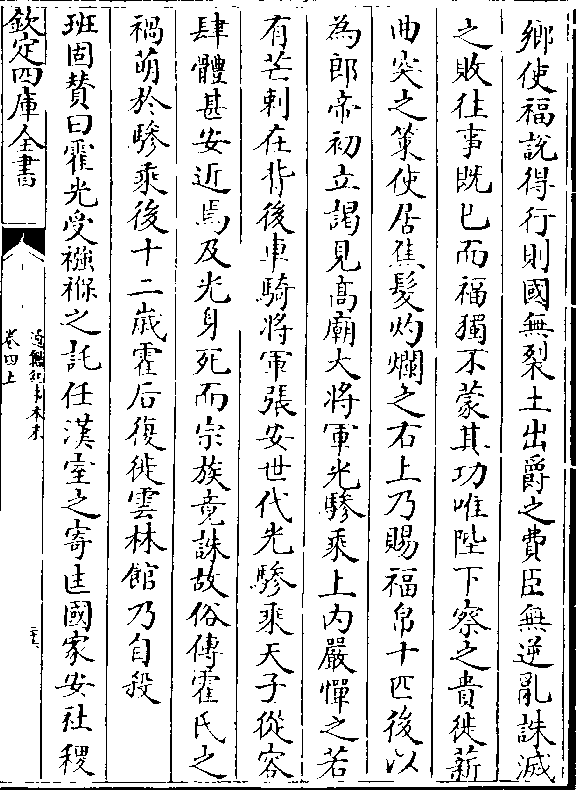 鄉使福說得行則國無裂土出爵之費臣無逆亂誅滅
之敗往事既已而福獨不蒙其功唯陛下察之貴徙薪
曲突之策使居焦髮灼爛之右上乃賜福帛十匹後以
為郎帝初立謁見髙廟大將軍光驂乘上内嚴憚之若
有芒刺在背後車騎將軍張安世代光驂乘天子從容
肆體甚安近焉及光身死而宗族竟誅故俗傳霍氏之
禍萌於驂乘後十二嵗霍后復徙雲林館乃自殺
班固賛曰霍光受襁褓之託任漢室之寄匡國家安社稷
欽定四庫全書
通鑑紀事本末
卷四上